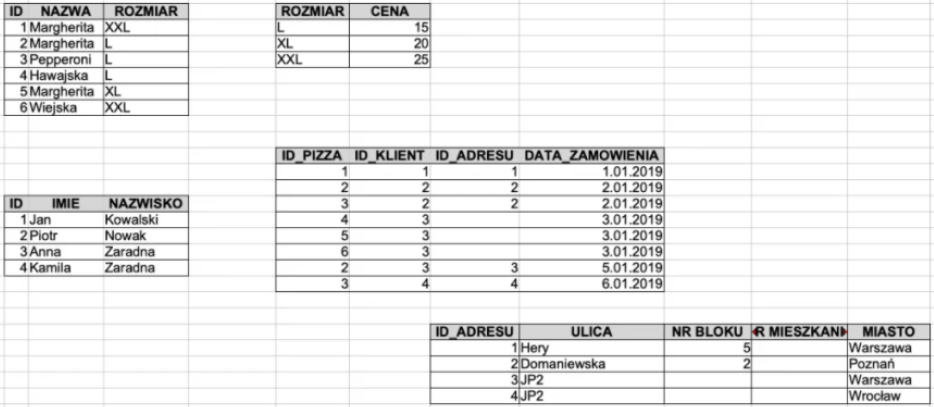 ID NAZWA ROZMIAR
1 Margherita XXL
2 Margherita L
3 Pepperoni L
4 Hawajska L
5 Margherita XL
6 Wiejska XXL
ROZMIAR CENA
L 15
XL 20
XXL 25
ID_PIZZA ID_KLIENT ID_ADRESU DATA_ZAMOWIENIA
1 1 1 1.01.2019
2 2 2 2.01.2019
3 2 2 2.01.2019
4 3 3.01.2019
5 3 3.01.2019
6 3 3.01.2019
2 3 3 5.01.2019
3 4 4 6.01.2019
ID IMIE NAZWISKO
1 Jan Kowalski
2 Piotr Nowak
3 Anna Zaradna
4 Kamila Zaradna
ID_ADRESU ULICA NR BLOKU R MIESZKANI MIASTO
1 Hery 5 Warszawa
2 Domaniewska 2 Poznań
3 JP2 Warszawa
4 JP2 Wrocław